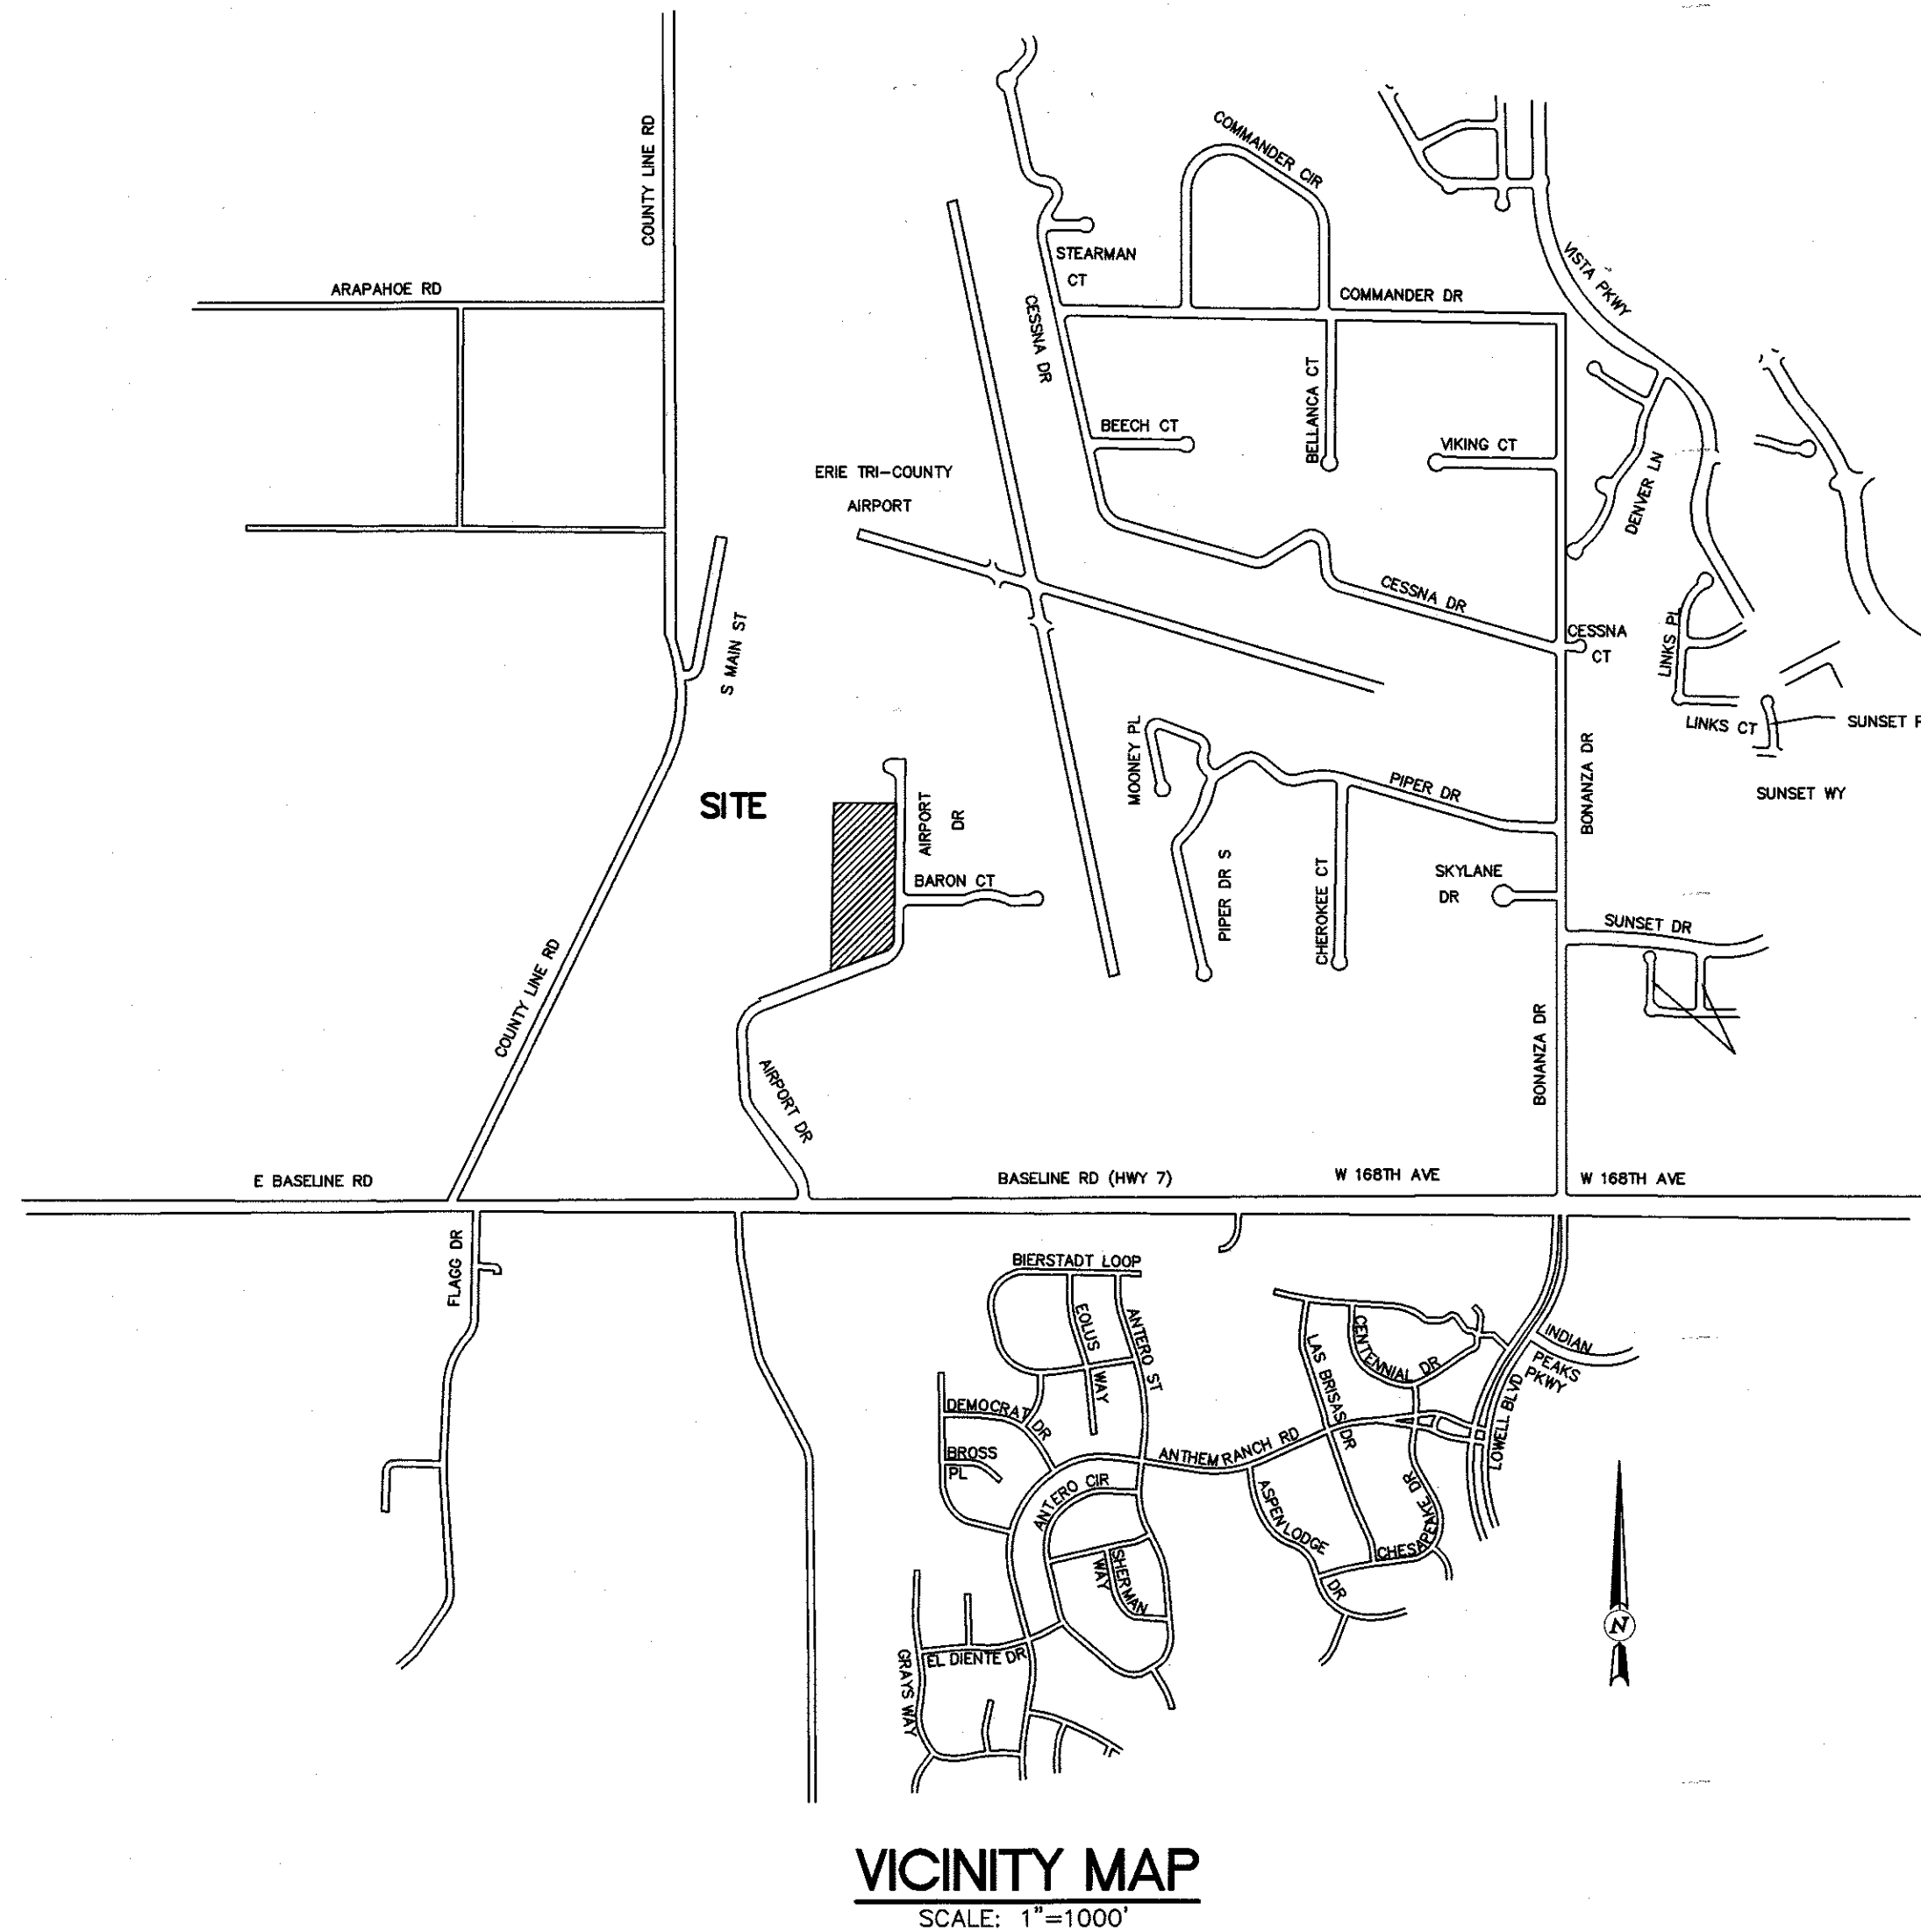 COMMANDER CIR
COUNTY LINE RD
VISTA PKWY
STEARMAN
CT
ARAPAHOE RD
COMMANDER DR
CESSNA DR
BELLANCA CT
BEECH CT
VIKING CT
DENVER LN
ERIE TRI-COUNTY
AIRPORT
CESSNA DR
CESSNA
CT
S MAIN ST
LINKS PL
LINKS CT
SUNSET P
MOONEY PL
BONANZA DR
PIPER DR
SUNSET WY
SITE
AIRPORT
DR
BARON CT
PIPER DR S
CHEROKEE CT
SKYLANE
DR
SUNSET DR
COUNTY LINE RD
BONANZA DR
AIRPORT DR
E BASELINE RD
BASELINE RD (HWY 7)
W 168TH AVE
W 168TH AVE
FLAGG DR
BIERSTADT LOOP
EOLUS
WAY
ANTERO ST
LAS BRISAS DR
CENTENNIAL DR
INDIAN
PEAKS
PKWY
LOWELL BLVD
DEMOCRAT DR
BROSS
PL
ANTERO CIR
ANTHEM RANCH RD
ASPEN LODGE
DR
CHESAPEAKE DR
SHERMAN
WAY
EL DIENTE DR
GRAYS WAY
N
VICINITY MAP
SCALE: 1"=1000'